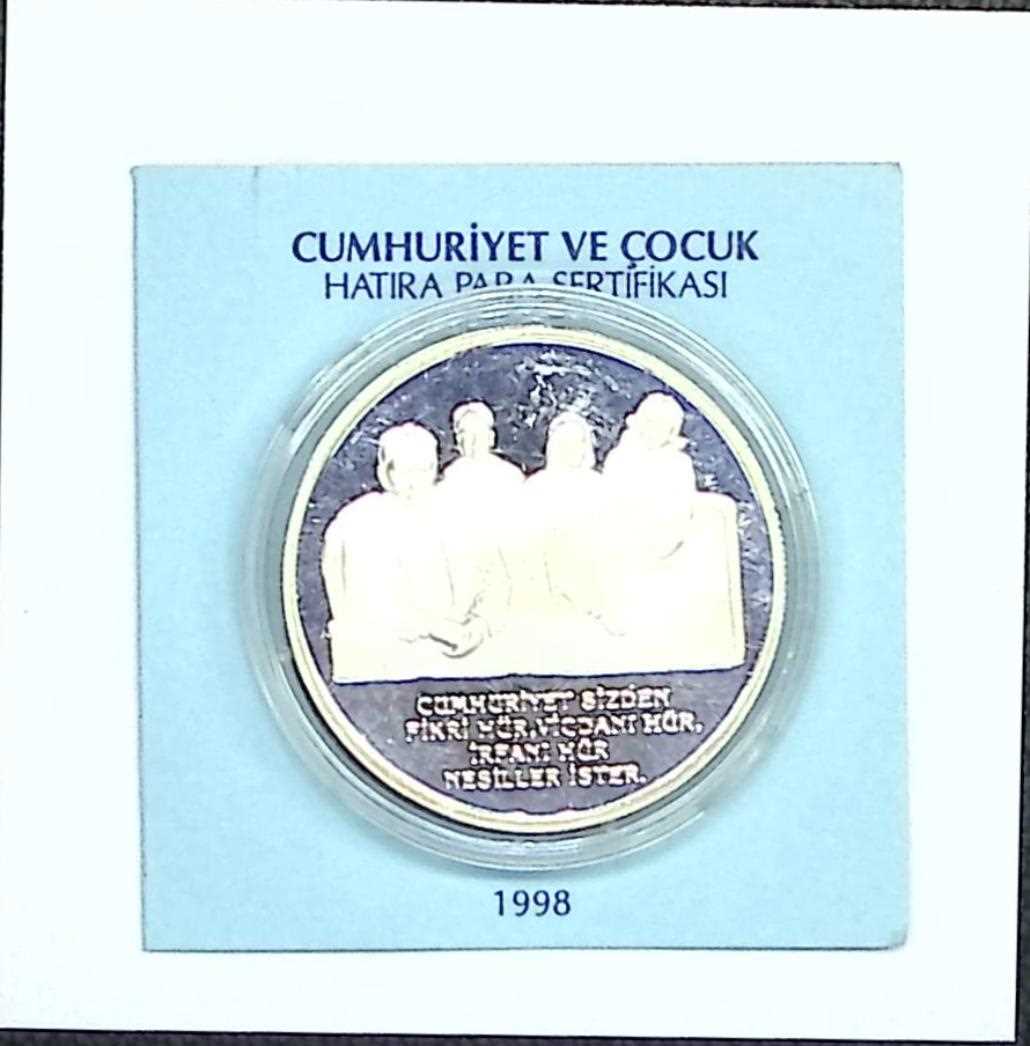 CUMHURİYET VE ÇOCUK
HATIRA PARA SERTİFİKASI
CUMHURİYET SİZDEN
FİKRİ HÜR, VİCDANI HÜR,
İRFANI HÜR
NESİLLER İSTER.
1998